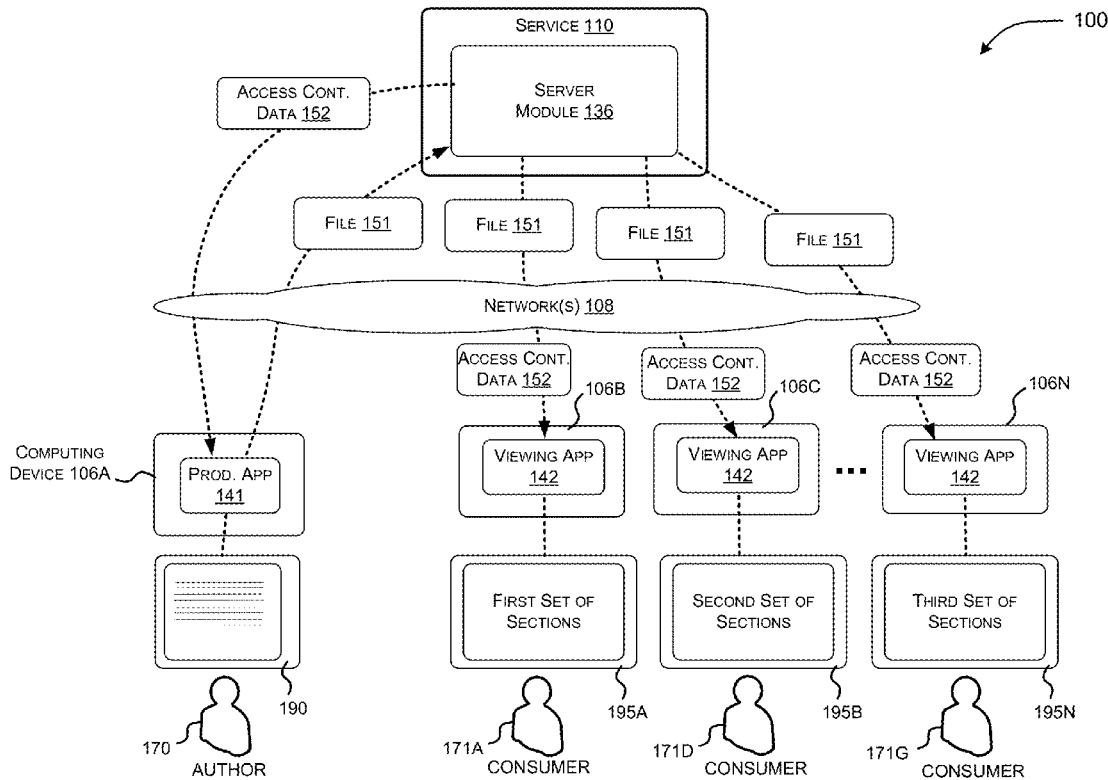 100
SERVICE 110
SERVER
MODULE 136
ACCESS CONT.
DATA 152
FILE 151
FILE 151
FILE 151
FILE 151
NETWORK(S) 108
ACCESS CONT.
DATA 152
ACCESS CONT.
DATA 152
ACCESS CONT.
DATA 152
106B
106C
106N
COMPUTING
DEVICE 106A
PROD. APP
141
VIEWING APP
142
VIEWING APP
142
VIEWING APP
142
FIRST SET OF
SECTIONS
SECOND SET OF
SECTIONS
THIRD SET OF
SECTIONS
190
195A
195B
195N
170
171A
171D
171G
AUTHOR
CONSUMER
CONSUMER
CONSUMER